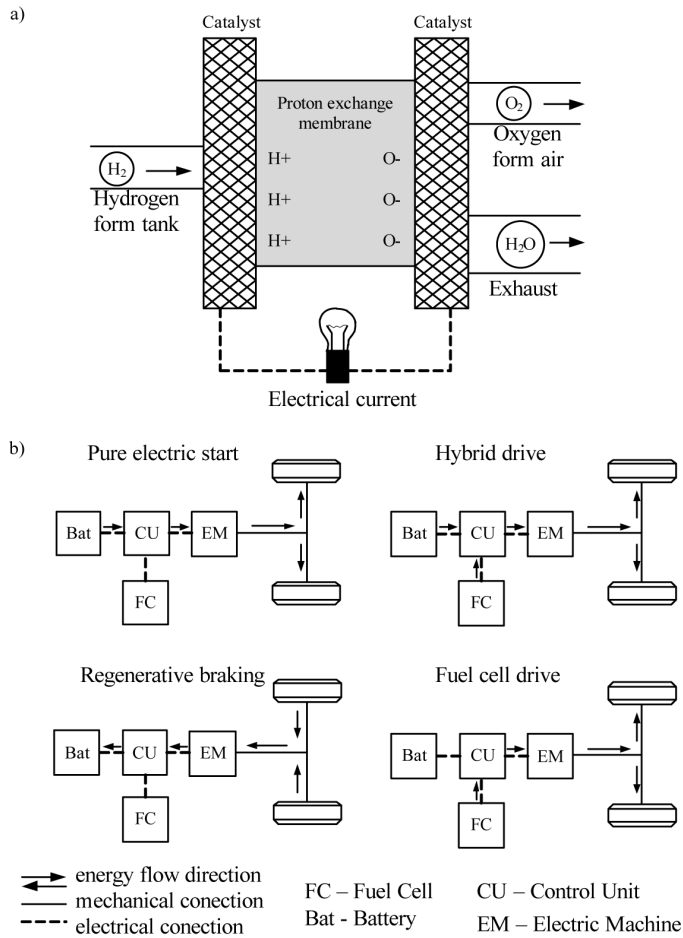 a)
Catalyst
Catalyst
Proton exchange
membrane
O₂
Oxygen
form air
H₂
Hydrogen
form tank
H+
O-
H+
O-
H+
O-
H₂O
Exhaust
Electrical current
b)
Pure electric start
Hybrid drive
Bat
CU
EM
FC
Bat
CU
EM
FC
Regenerative braking
Fuel cell drive
Bat
CU
EM
FC
Bat
CU
EM
FC
energy flow direction
mechanical conection
electrical conection
FC – Fuel Cell
Bat - Battery
CU – Control Unit
EM – Electric Machine